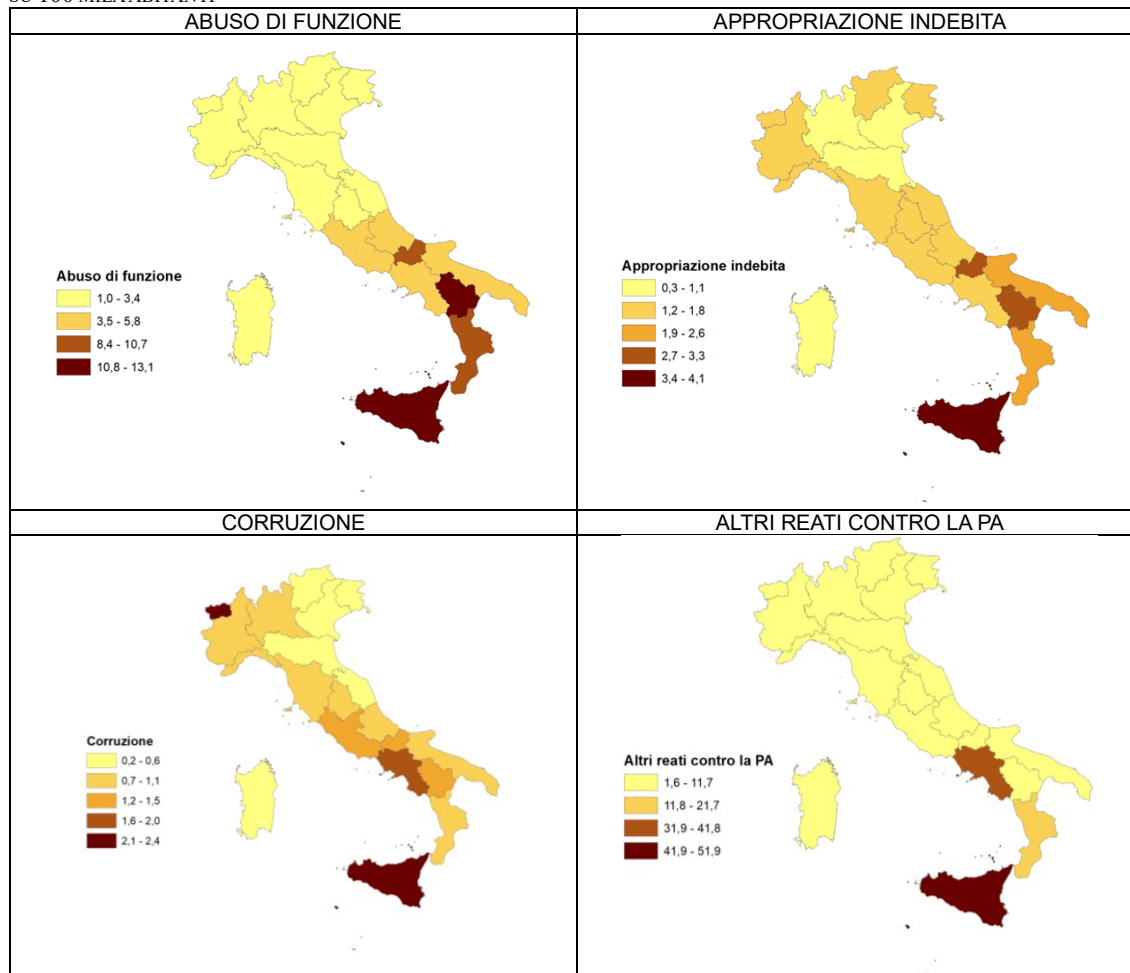 SU 100 MILA ABITANTI
ABUSO DI FUNZIONE
APPROPRIAZIONE INDEBITA
Abuso di funzione
1,0 - 3,4
3,5 - 5,8
8,4 - 10,7
10,8 - 13,1
Appropriazione indebita
0,3 - 1,1
1,2 - 1,8
1,9 - 2,6
2,7 - 3,3
3,4 - 4,1
CORRUZIONE
ALTRI REATI CONTRO LA PA
Corruzione
0,2 - 0,6
0,7 - 1,1
1,2 - 1,5
1,6 - 2,0
2,1 - 2,4
Altri reati contro la PA
1,6 - 11,7
11,8 - 21,7
31,9 - 41,8
41,9 - 51,9